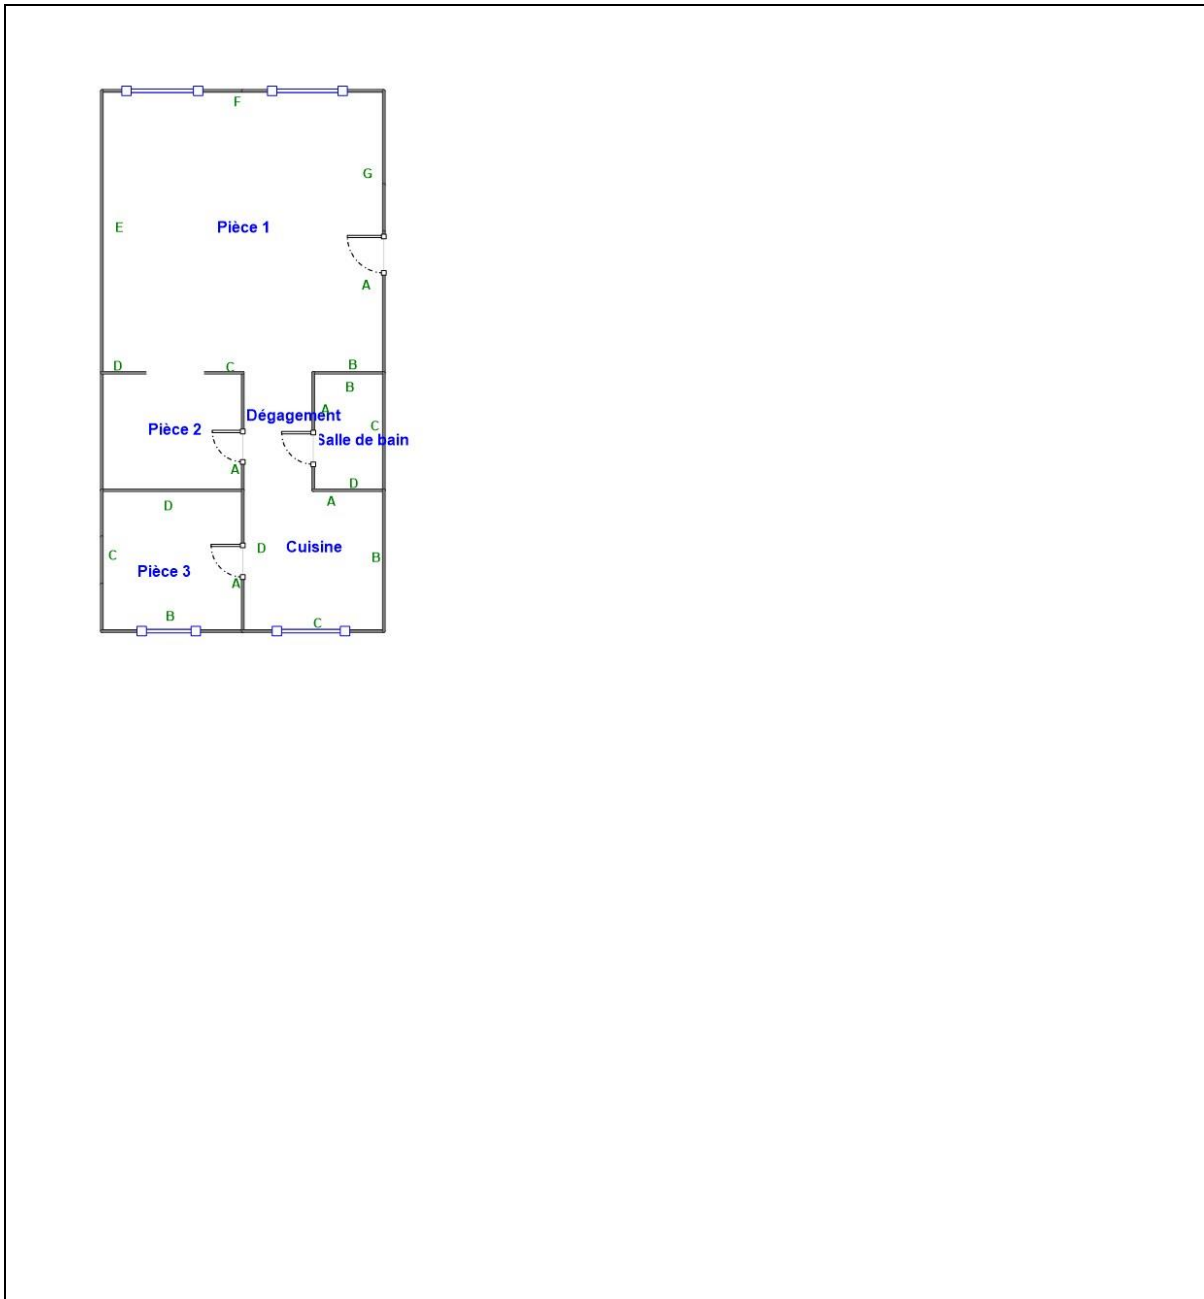 F
G
E
Pièce 1
A
D
C
B
B
A
Dégagement
C
Pièce 2
Salle de bain
A
D
A
D
D
Cuisine
C
B
Pièce 3
A
B
C